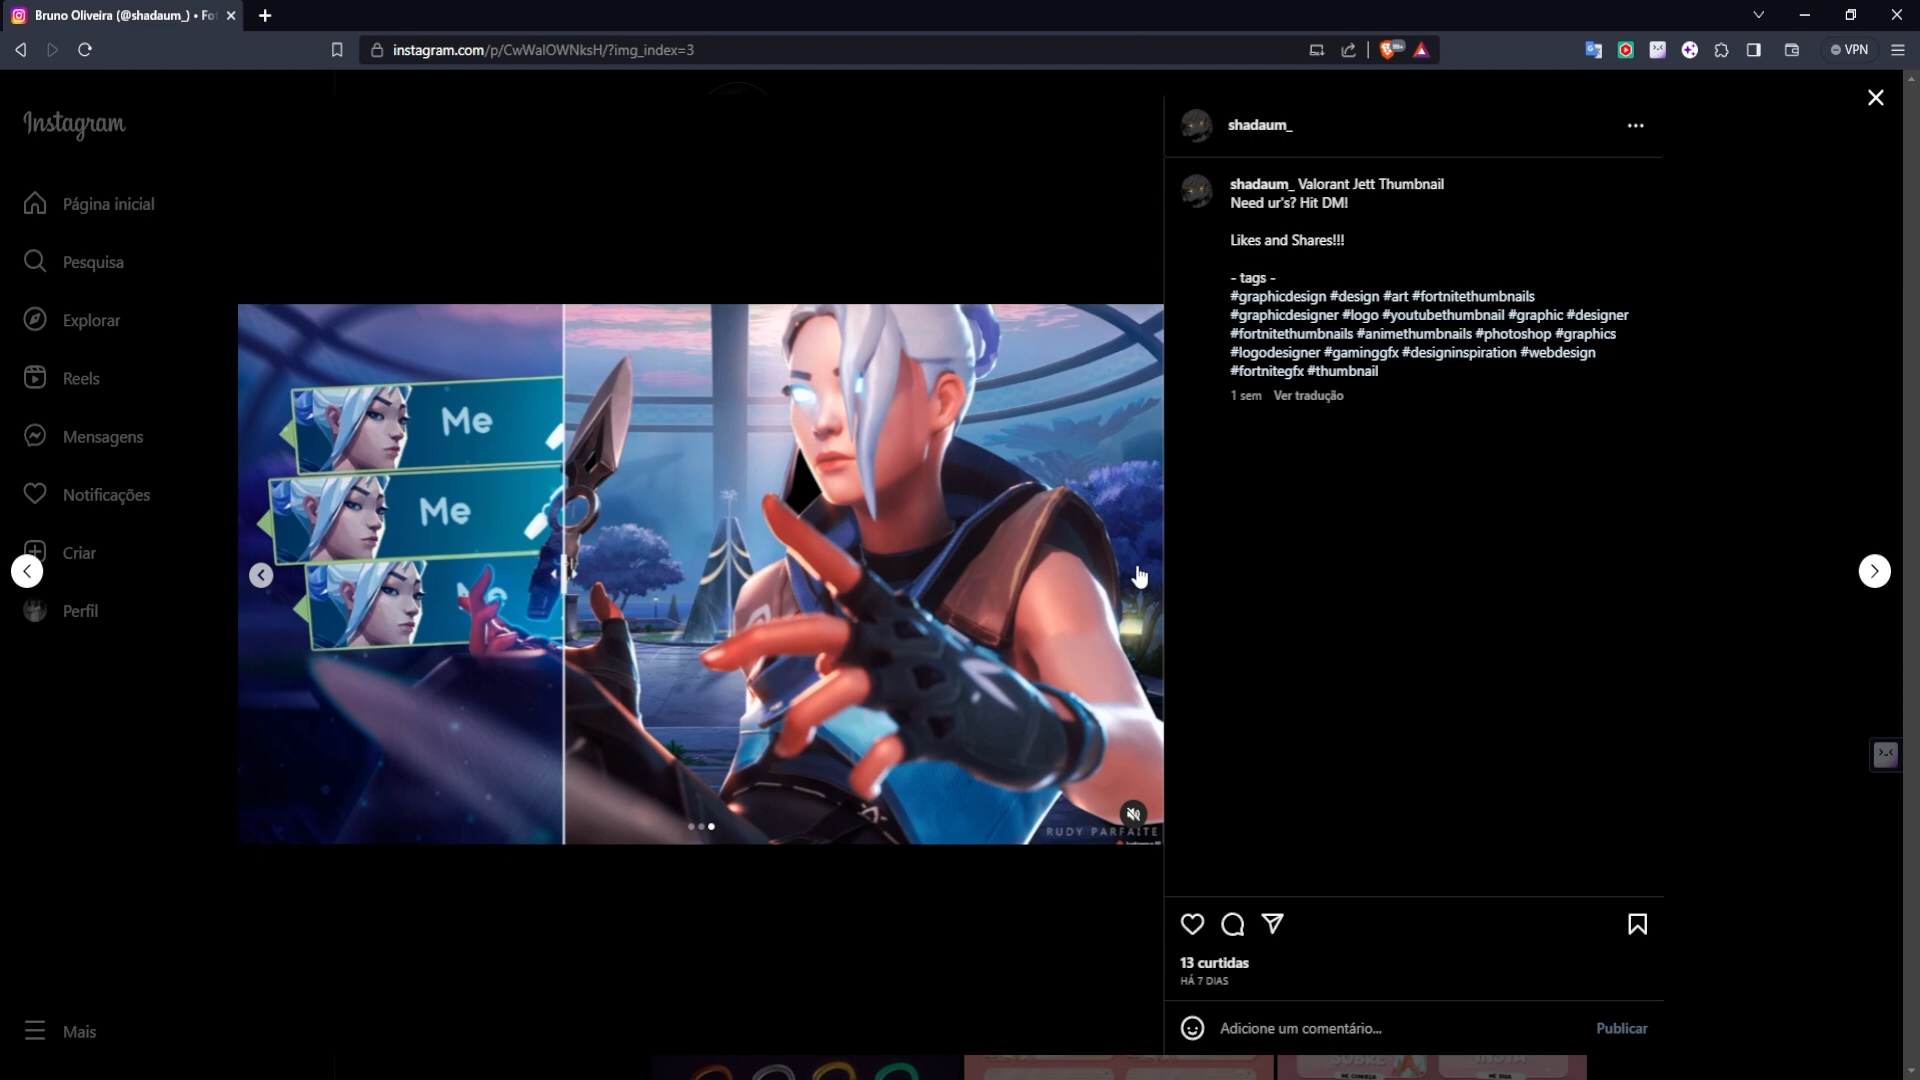 Bruno Oliveira (@shadaum_) • Fo
instagram.com/p/CwWalOWNksH/?img_index=3
VPN
Instagram
Página inicial
Pesquisa
Explorar
Reels
Mensagens
Notificações
Criar
Perfil
Mais
Me
Me
Me
RUDY PARFAITE
shadaum_
shadaum_ Valorant Jett Thumbnail
Need ur's? Hit DM!
Likes and Shares!!!
- tags -
#graphicdesign #design #art #fortnitethumbnails
#graphicdesigner #logo #youtubethumbnail #graphic #designer
#fortnitethumbnails #animethumbnails #photoshop #graphics
#logodesigner #gaminggfx #designinspiration #webdesign
#fortnitegfx #thumbnail
1 sem Ver tradução
13 curtidas
HÁ 7 DIAS
Adicione um comentário...
Publicar
SOBRE
INSTA